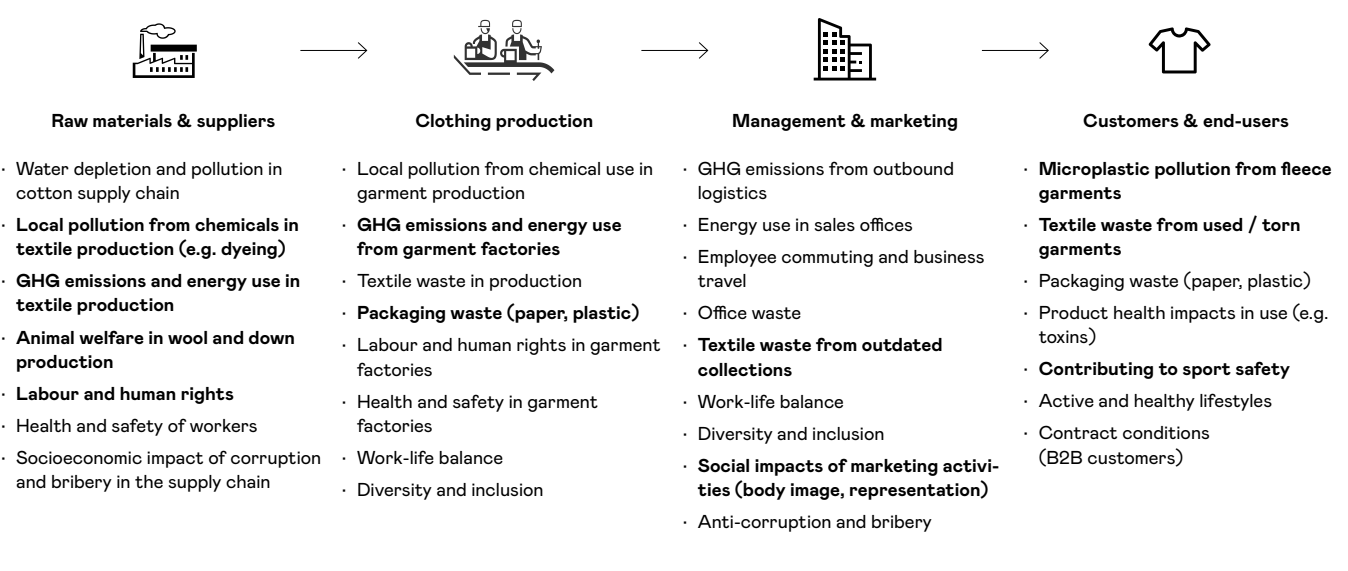 Raw materials & suppliers
· Water depletion and pollution in
cotton supply chain
· Local pollution from chemicals in
textile production (e.g. dyeing)
· GHG emissions and energy use in
textile production
· Animal welfare in wool and down
production
· Labour and human rights
· Health and safety of workers
· Socioeconomic impact of corruption
and bribery in the supply chain
Clothing production
· Local pollution from chemical use in
garment production
· GHG emissions and energy use
from garment factories
· Textile waste in production
· Packaging waste (paper, plastic)
· Labour and human rights in garment
factories
· Health and safety in garment
factories
· Work-life balance
· Diversity and inclusion
Management & marketing
· GHG emissions from outbound
logistics
· Energy use in sales offices
· Employee commuting and business
travel
· Office waste
· Textile waste from outdated
collections
· Work-life balance
· Diversity and inclusion
· Social impacts of marketing activi-
ties (body image, representation)
· Anti-corruption and bribery
Customers & end-users
· Microplastic pollution from fleece
garments
· Textile waste from used / torn
garments
· Packaging waste (paper, plastic)
· Product health impacts in use (e.g.
toxins)
· Contributing to sport safety
· Active and healthy lifestyles
· Contract conditions
(B2B customers)